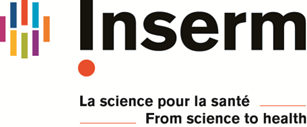 Inserm
La science pour la santé
From science to health